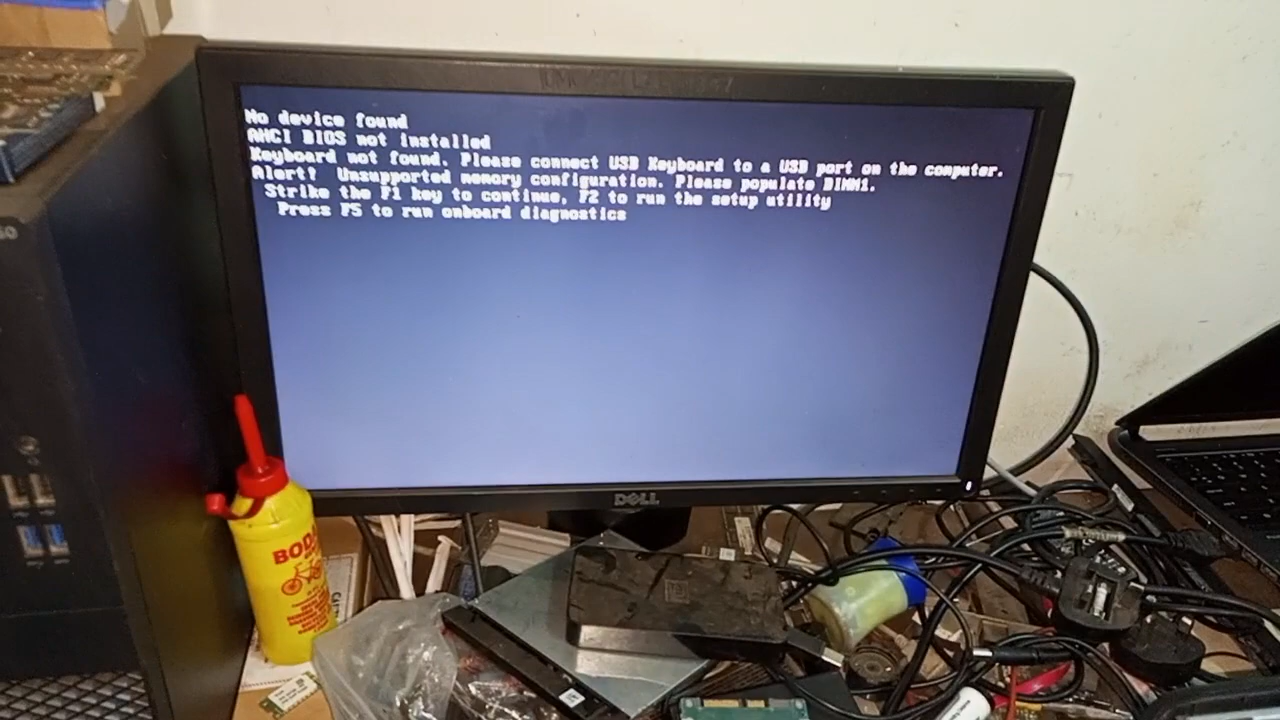 No device found
AHCI BIOS not installed
Keyboard not found. Please connect USB Keyboard to a USB port on the computer.
Alert! Unsupported memory configuration. Please populate DIMM1.
Strike the F1 key to continue, F2 to run the setup utility
Press F5 to run onboard diagnostics
DELL